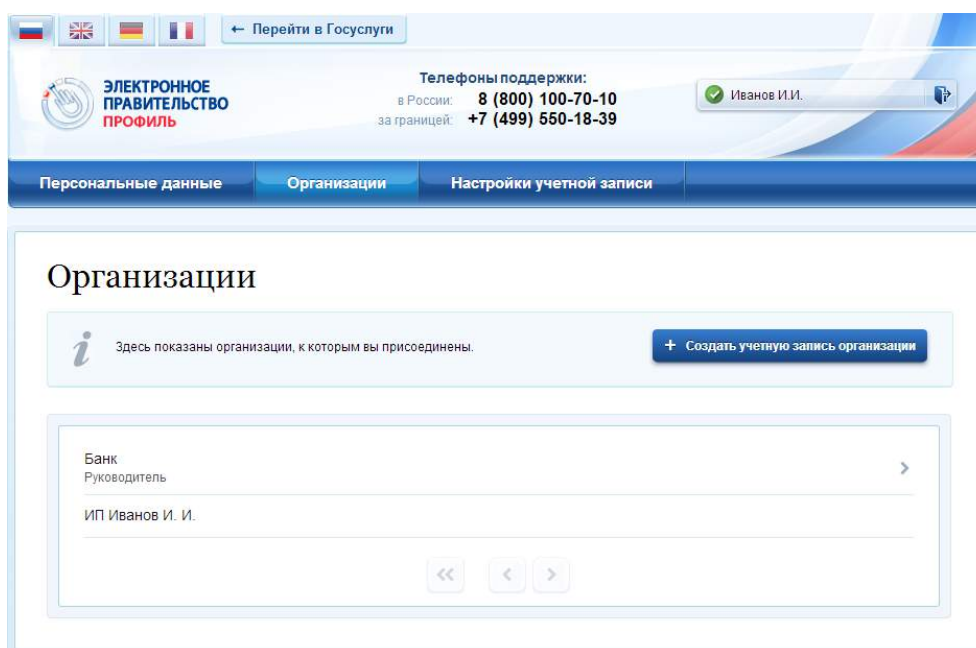 ← Перейти в Госуслуги
ЭЛЕКТРОННОЕ
ПРАВИТЕЛЬСТВО
ПРОФИЛЬ
Телефоны поддержки:
в России: 8 (800) 100-70-10
за границей: +7 (499) 550-18-39
Иванов И.И.
Персональные данные Организации Настройки учетной записи
Организации
Здесь показаны организации, к которым вы присоединены.
+ Создать учетную запись организации
Банк
Руководитель
ИП Иванов И. И.